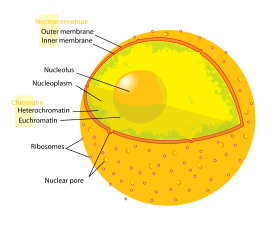 Nuclear envelope
Outer membrane
Inner membrane
Nucleolus
Nucleoplasm
Chromatin
Heterochromatin
Euchromatin
Ribosomes
Nuclear pore